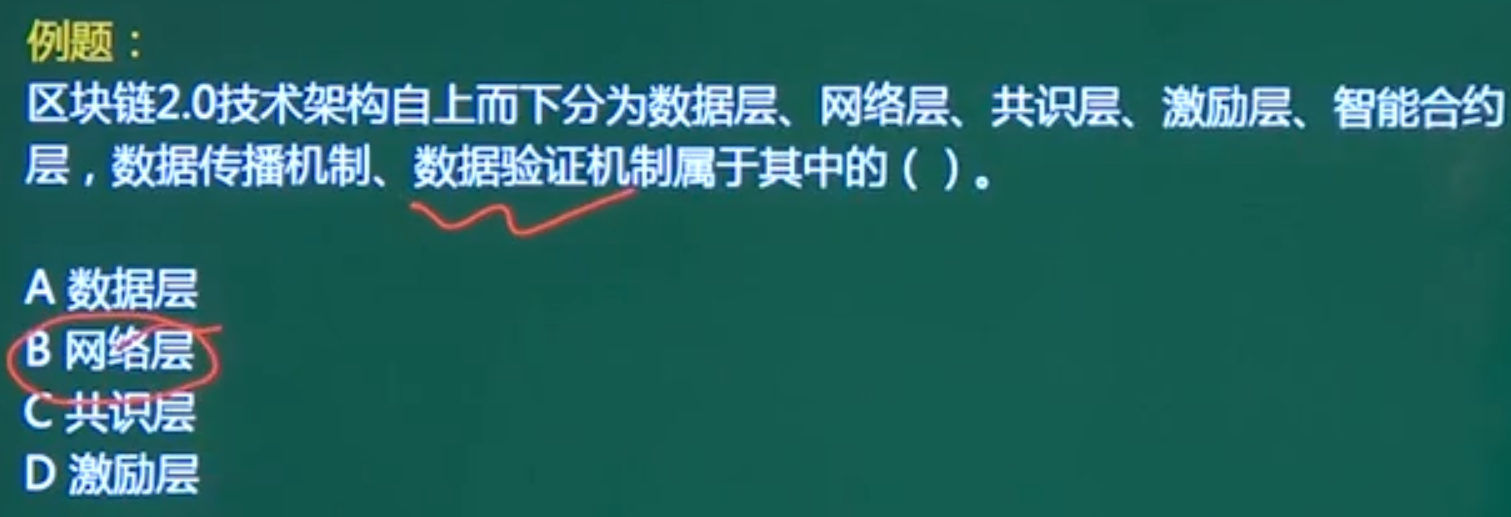 例题：
区块链2.0技术架构自上而下分为数据层、网络层、共识层、激励层、智能合约
层，数据传播机制、数据验证机制属于其中的（ ）。
A 数据层
B 网络层
C 共识层
D 激励层